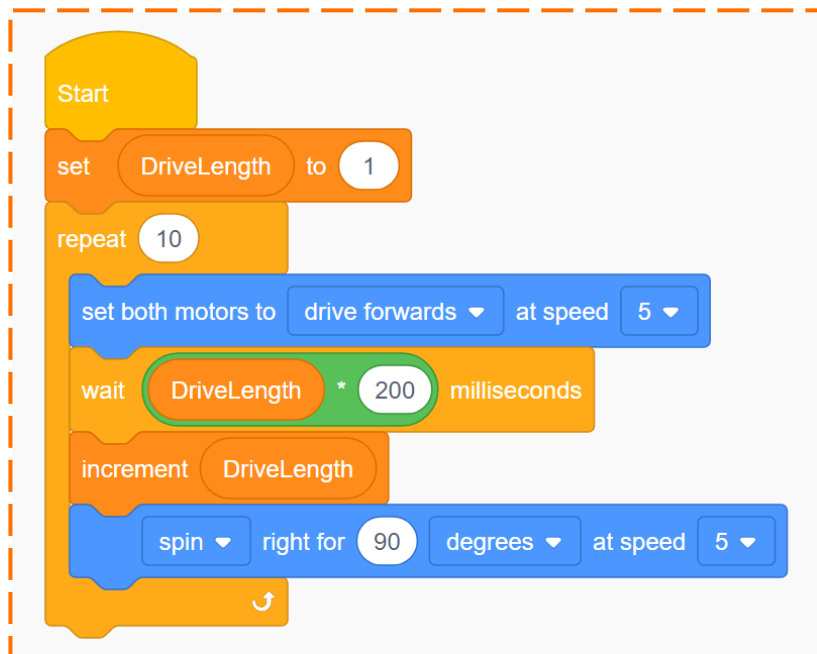 Start
set DriveLength to 1
repeat 10
set both motors to drive forwards at speed 5
wait DriveLength * 200 milliseconds
increment DriveLength
spin right for 90 degrees at speed 5